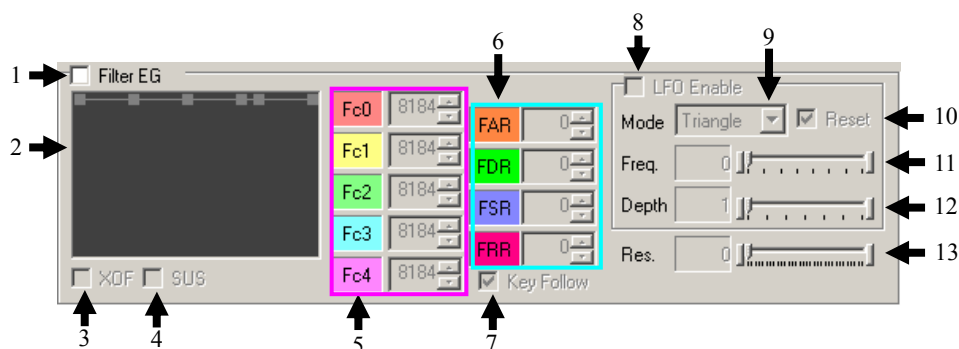 8
9
6
1 Filter EG
LFO Enable
2
Fc0 8184
FAR 0
Mode Triangle Reset 10
Fc1 8184
FDR 0
Freq. 0 11
Fc2 8184
FSR 0
Depth 1 12
Fc3 8184
FRR 0
Res. 0 13
XOF SUS
Fc4 8184
Key Follow
3
4
5
7